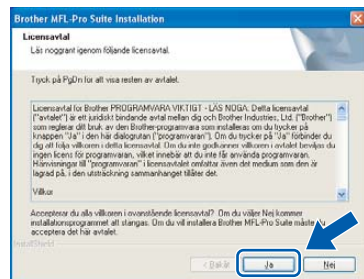 Brother MFL-Pro Suite Installation
Licensavtal
Läs noggrant igenom följande licensavtal.
Tryck på PgDn för att visa resten av avtalet.
Licensavtal för Brother PROGRAMVARA VIKTIGT - LÄS NOGA: Detta licensavtal
("avtalet") är ett juridiskt bindande avtal mellan dig och Brother Industries, Ltd. ("Brother")
som reglerar ditt bruk av den Brother-programvara som installeras om du trycker på
knappen "Ja" i den här dialogrutan ("programvaran"). Om du trycker på "Ja" förbinder du
dig att följa villkoren i detta licensavtal. Om du inte godkänner villkoren i avtalet beviljas du
ingen licens för programvaran, vilket innebär att du inte får använda programvaran.
Hänvisningar till "programvaran" i licensavtalet omfattar även det medium som den är
lagrad på, i den utsträckning sammanhanget tillåter det.
Villkor
Accepterar du alla villkoren i ovanstående licensavtal? Om du väljer Nej kommer
installationsprogrammet att stängas. Om du vill installera Brother MFL-Pro Suite måste du
acceptera det här avtalet.
InstallShield
< Bakåt
Ja
Nej